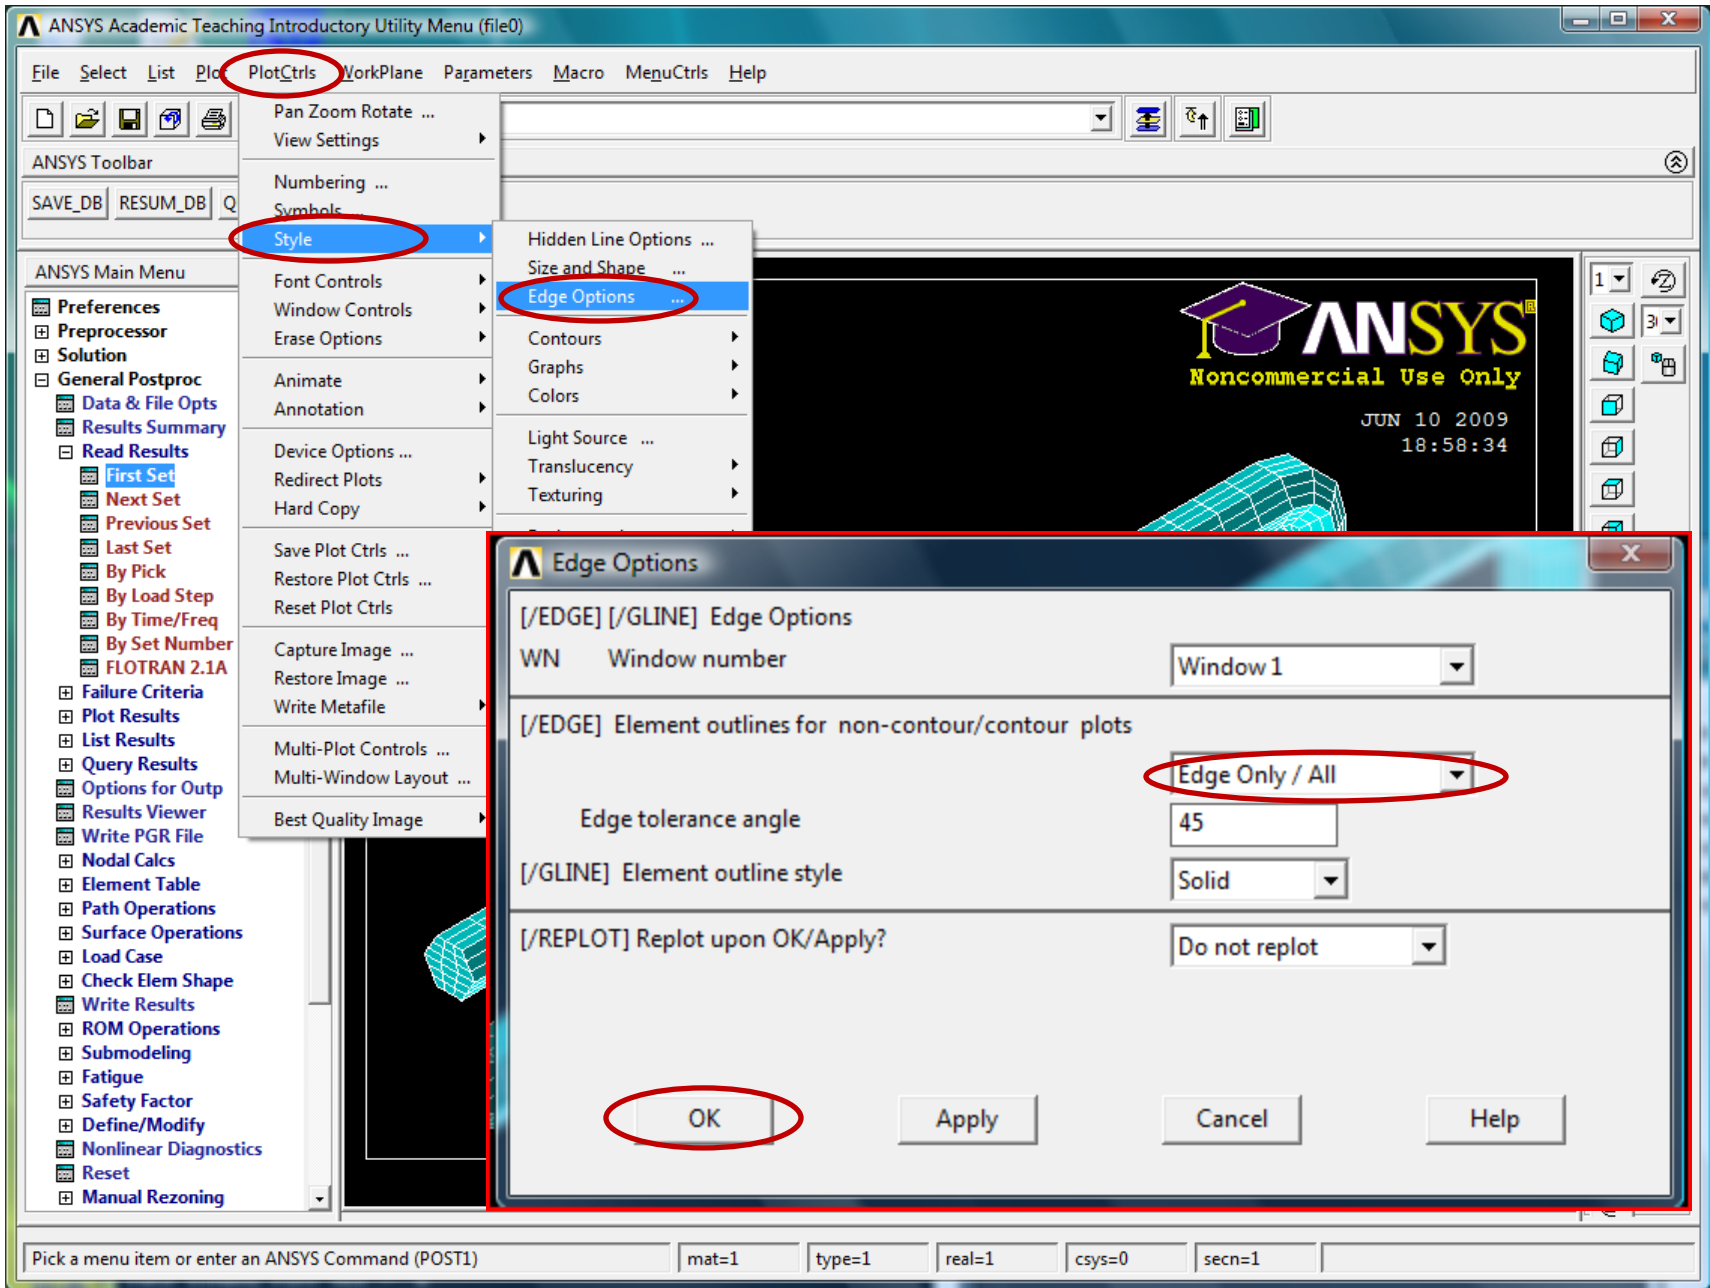 ANSYS Academic Teaching Introductory Utility Menu (file0)
File Select List Plot PlotCtrls WorkPlane Parameters Macro MenuCtrls Help
ANSYS Toolbar
SAVE_DB RESUM_DB
ANSYS Main Menu
Preferences
Preprocessor
Solution
General Postproc
Data & File Opts
Results Summary
Read Results
First Set
Next Set
Previous Set
Last Set
By Pick
By Load Step
By Time/Freq
By Set Number
FLOTRAN 2.1A
Failure Criteria
Plot Results
List Results
Query Results
Options for Outp
Results Viewer
Write PGR File
Nodal Calcs
Element Table
Path Operations
Surface Operations
Load Case
Check Elem Shape
Write Results
ROM Operations
Submodeling
Fatigue
Safety Factor
Define/Modify
Nonlinear Diagnostics
Reset
Manual Rezoning
Pan Zoom Rotate ...
View Settings
Numbering ...
Symbols ...
Style
Font Controls
Window Controls
Erase Options
Animate
Annotation
Device Options ...
Redirect Plots
Hard Copy
Save Plot Ctrls ...
Restore Plot Ctrls ...
Reset Plot Ctrls
Capture Image ...
Restore Image ...
Write Metafile
Multi-Plot Controls ...
Multi-Window Layout ...
Best Quality Image
Hidden Line Options ...
Size and Shape ...
Edge Options ...
Contours
Graphs
Colors
Light Source ...
Translucency
Texturing
ANSYS
Noncommercial Use Only
JUN 10 2009
18:58:34
1
Edge Options
[/EDGE] [/GLINE] Edge Options
WN Window number Window 1
[/EDGE] Element outlines for non-contour/contour plots
Edge Only / All
Edge tolerance angle 45
[/GLINE] Element outline style Solid
[/REPLOT] Replot upon OK/Apply? Do not replot
OK Apply Cancel Help
Pick a menu item or enter an ANSYS Command (POST1) mat=1 type=1 real=1 csys=0 secn=1